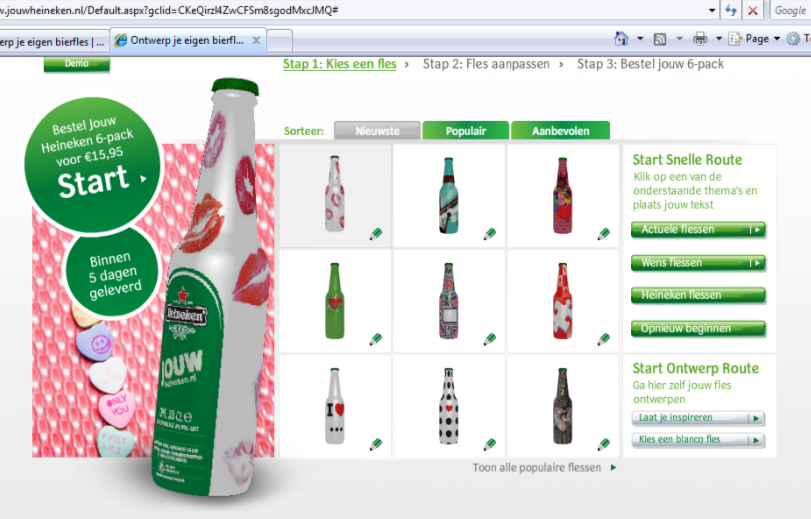 w.jouwheineken.nl/Default.aspx?gclid=CKeQirzl4ZwCFSm8sgodMxcJMQ#
Google
erp je eigen bierfles | ...
Ontwerp je eigen bierfl...
Page
Demo
Stap 1: Kies een fles › Stap 2: Fles aanpassen › Stap 3: Bestel jouw 6-pack
Bestel Jouw
Heineken 6-pack
voor €15,95
Start
Binnen
5 dagen
geleverd
Sorteer:
Nieuwste
Populair
Aanbevolen
Heineken
JOUW
heineken.nl
ONLY
YOU
FIRST
KISS
I
...
Toon alle populaire flessen
Start Snelle Route
Klik op een van de
onderstaande thema's en
plaats jouw tekst
Actuele flessen
Wens flessen
Heineken flessen
Opnieuw beginnen
Start Ontwerp Route
Ga hier zelf jouw fles
ontwerpen
Laat je inspireren
Kies een blanco fles